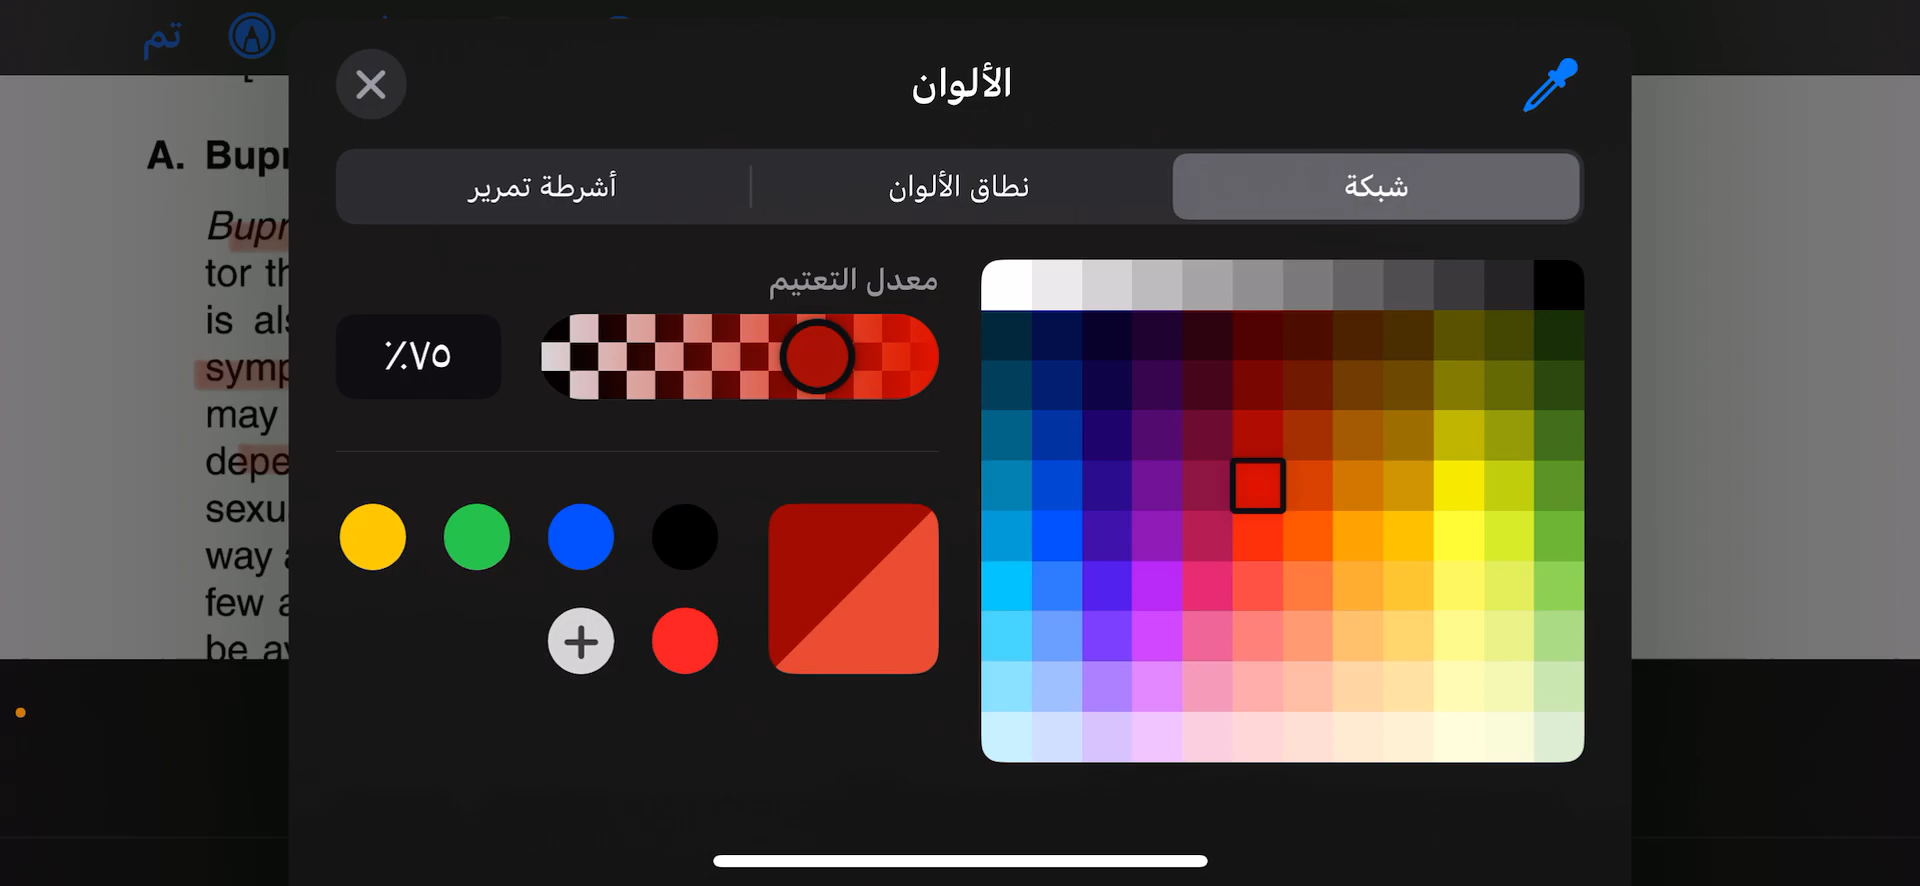 تم
الألوان
شبكة
نطاق الألوان
أشرطة تمرير
معدل التعتيم
٪٧٥
A. Bupr
Bupr
tor th
is als
symp
may
depe
sexu
way a
few a
be av